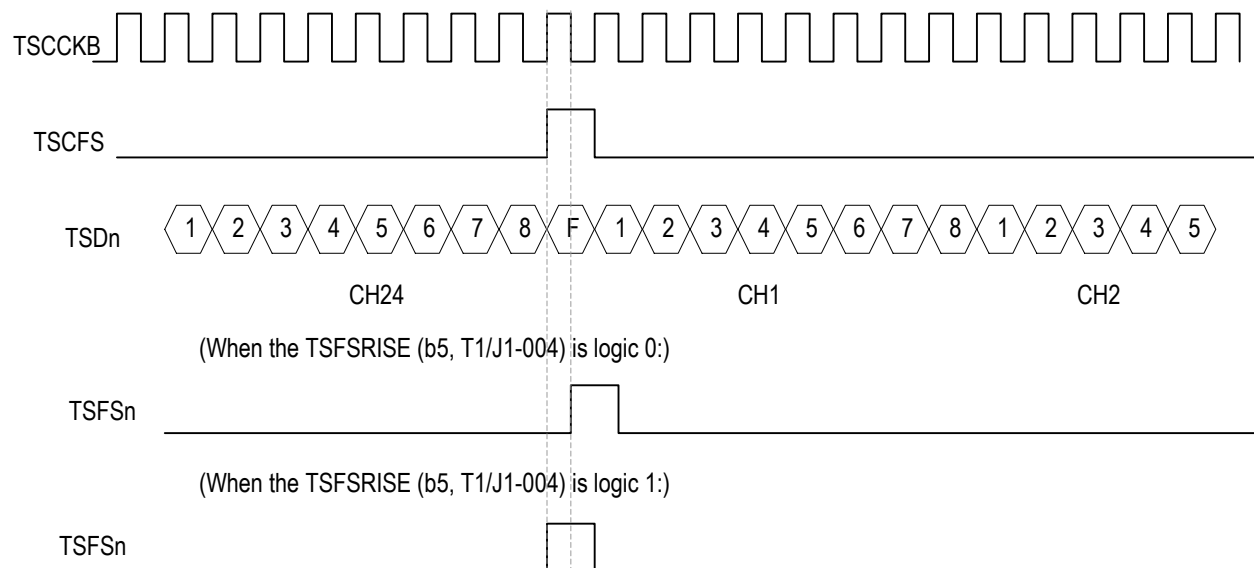 TSCCKB
TSCFS
TSDn 1 2 3 4 5 6 7 8 F 1 2 3 4 5 6 7 8 1 2 3 4 5
CH24 CH1 CH2
(When the TSFSRISE (b5, T1/J1-004) is logic 0:)
TSFSn
(When the TSFSRISE (b5, T1/J1-004) is logic 1:)
TSFSn